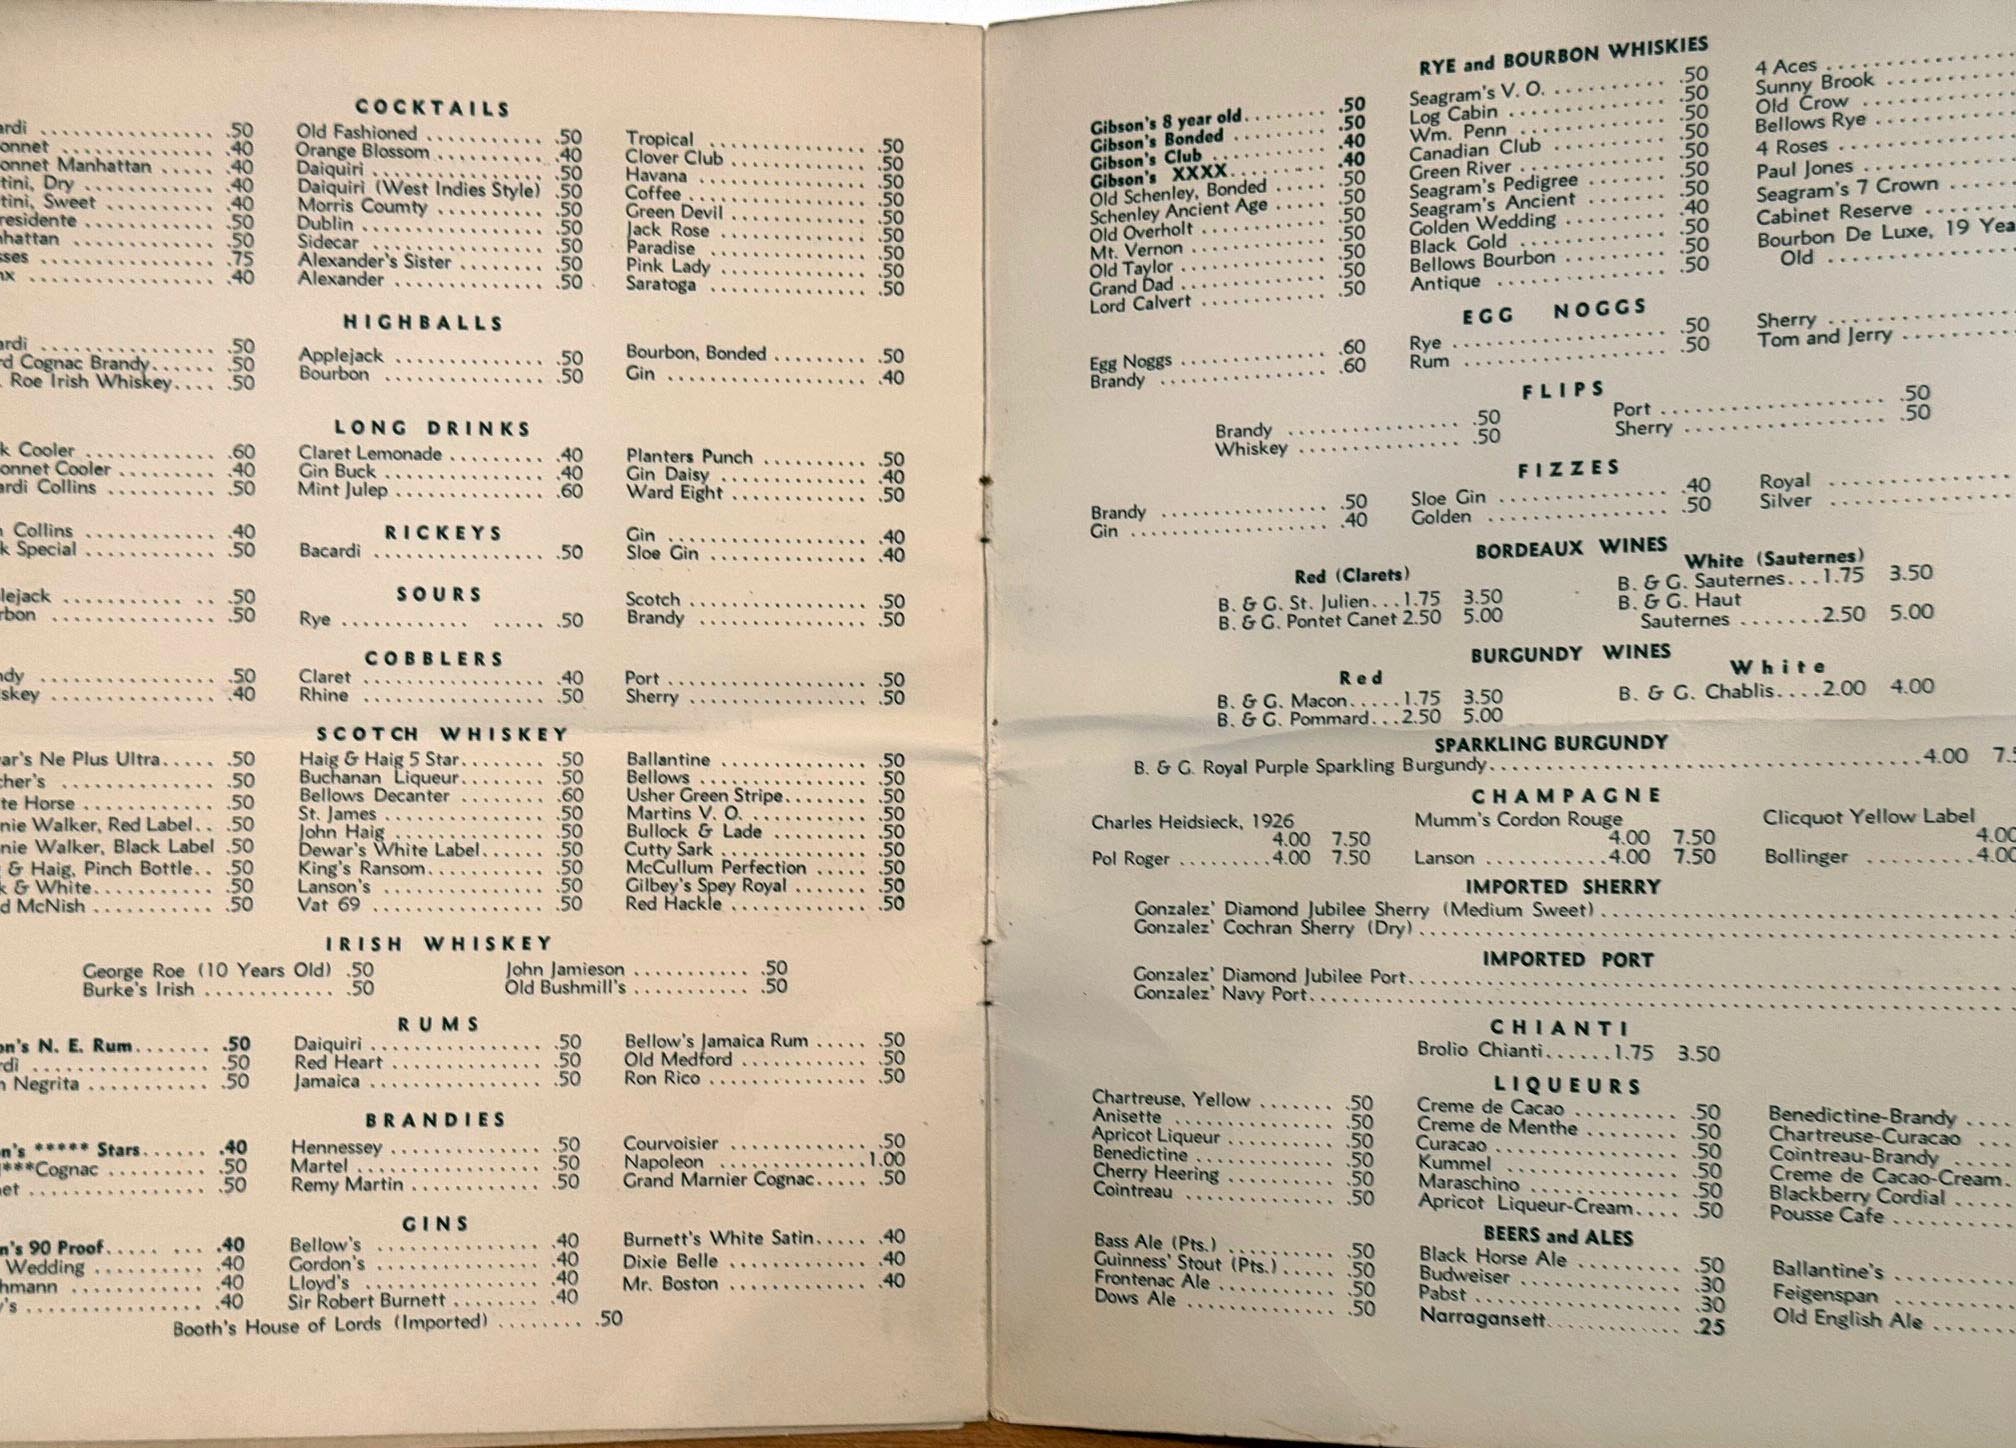 COCKTAILS
.50
.40
Manhattan ..... .40
Dry .40
Sweet .40
.50
.50
.75
.40
Old Fashioned .50
Orange Blossom .40
Daiquiri .50
Daiquiri (West Indies Style) .50
Morris Coumty .50
Dublin .50
Sidecar .50
Alexander's Sister .50
Alexander .50
Tropical .50
Clover Club .50
Havana .50
Coffee .50
Green Devil .50
Jack Rose .50
Paradise .50
Pink Lady .50
Saratoga .50
HIGHBALLS
.50
Cognac Brandy...... .50
Roe Irish Whiskey.... .50
Applejack .50
Bourbon .50
Bourbon, Bonded .50
Gin .40
LONG DRINKS
Cooler .60
Cooler .40
Collins .50
Claret Lemonade .40
Gin Buck .40
Mint Julep .60
Planters Punch .50
Gin Daisy .40
Ward Eight .50
Collins .40
Special .50
RICKEYS
Bacardi .50
Gin .40
Sloe Gin .40
SOURS
.50
.50
Rye .50
Scotch .50
Brandy .50
COBBLERS
.50
.40
Claret .40
Rhine .50
Port .50
Sherry .50
SCOTCH WHISKEY
Ne Plus Ultra..... .50
.50
Horse .50
Walker, Red Label.. .50
Walker, Black Label .50
& Haig, Pinch Bottle.. .50
& White .50
McNish .50
Haig & Haig 5 Star .50
Buchanan Liqueur .50
Bellows Decanter .60
St. James .50
John Haig .50
Dewar's White Label .50
King's Ransom .50
Lanson's .50
Vat 69 .50
Ballantine .50
Bellows .50
Usher Green Stripe .50
Martins V. O. .50
Bullock & Lade .50
Cutty Sark .50
McCullum Perfection .50
Gilbey's Spey Royal .50
Red Hackle .50
IRISH WHISKEY
George Roe (10 Years Old) .50
Burke's Irish .50
John Jamieson .50
Old Bushmill's .50
RUMS
N. E. Rum .50
.50
Negrita .50
Daiquiri .50
Red Heart .50
Jamaica .50
Bellow's Jamaica Rum .50
Old Medford .50
Ron Rico .50
BRANDIES
***** Stars .40
***Cognac .50
.50
Hennessey .50
Martel .50
Remy Martin .50
Courvoisier .50
Napoleon 1.00
Grand Marnier Cognac .50
GINS
90 Proof .40
Wedding .40
.40
.40
Bellow's .40
Gordon's .40
Lloyd's .40
Sir Robert Burnett .40
Burnett's White Satin .40
Dixie Belle .40
Mr. Boston .40
Booth's House of Lords (Imported) .50
RYE and BOURBON WHISKIES
Gibson's 8 year old .50
Gibson's Bonded .50
Gibson's Club .40
Gibson's XXXX .40
Old Schenley, Bonded .50
Schenley Ancient Age .50
Old Overholt .50
Mt. Vernon .50
Old Taylor .50
Grand Dad .50
Lord Calvert .50
Seagram's V. O. .50
Log Cabin .50
Wm. Penn .50
Canadian Club .50
Green River .50
Seagram's Pedigree .50
Seagram's Ancient .50
Golden Wedding .40
Black Gold .50
Bellows Bourbon .50
Antique .50
4 Aces
Sunny Brook
Old Crow
Bellows Rye
4 Roses
Paul Jones
Seagram's 7 Crown
Cabinet Reserve
Bourbon De Luxe, 19
Old
EGG NOGGS
Egg Noggs .60
Brandy .60
Rye .50
Rum .50
Sherry
Tom and Jerry
FLIPS
Brandy .50
Whiskey .50
Port .50
Sherry .50
FIZZES
Brandy .50
Gin .40
Sloe Gin .40
Golden .50
Royal
Silver
BORDEAUX WINES
Red (Clarets)
B. & G. St. Julien...1.75 3.50
B. & G. Pontet Canet 2.50 5.00
White (Sauternes)
B. & G. Sauternes...1.75 3.50
B. & G. Haut
Sauternes .......2.50 5.00
BURGUNDY WINES
Red
B. & G. Macon.....1.75 3.50
B. & G. Pommard...2.50 5.00
White
B. & G. Chablis....2.00 4.00
SPARKLING BURGUNDY
B. & G. Royal Purple Sparkling Burgundy 4.00
CHAMPAGNE
Charles Heidsieck, 1926
4.00 7.50
Pol Roger .........4.00 7.50
Mumm's Cordon Rouge
4.00 7.50
Lanson ...........4.00 7.50
Clicquot Yellow Label
4.00
Bollinger 4.00
IMPORTED SHERRY
Gonzalez' Diamond Jubilee Sherry (Medium Sweet)
Gonzalez' Cochran Sherry (Dry)
IMPORTED PORT
Gonzalez' Diamond Jubilee Port
Gonzalez' Navy Port
CHIANTI
Brolio Chianti......1.75 3.50
LIQUEURS
Chartreuse, Yellow .50
Anisette .50
Apricot Liqueur .50
Benedictine .50
Cherry Heering .50
Cointreau .50
Creme de Cacao .50
Creme de Menthe .50
Curacao .50
Kummel .50
Maraschino .50
Apricot Liqueur-Cream .50
Benedictine-Brandy
Chartreuse-Curacao
Cointreau-Brandy
Creme de Cacao-Cream
Blackberry Cordial
Pousse Cafe
BEERS and ALES
Bass Ale (Pts.) .50
Guinness' Stout (Pts.) .50
Frontenac Ale .50
Dows Ale .50
Black Horse Ale .50
Budweiser .30
Pabst .30
Narragansett .25
Ballantine's
Feigenspan
Old English Ale